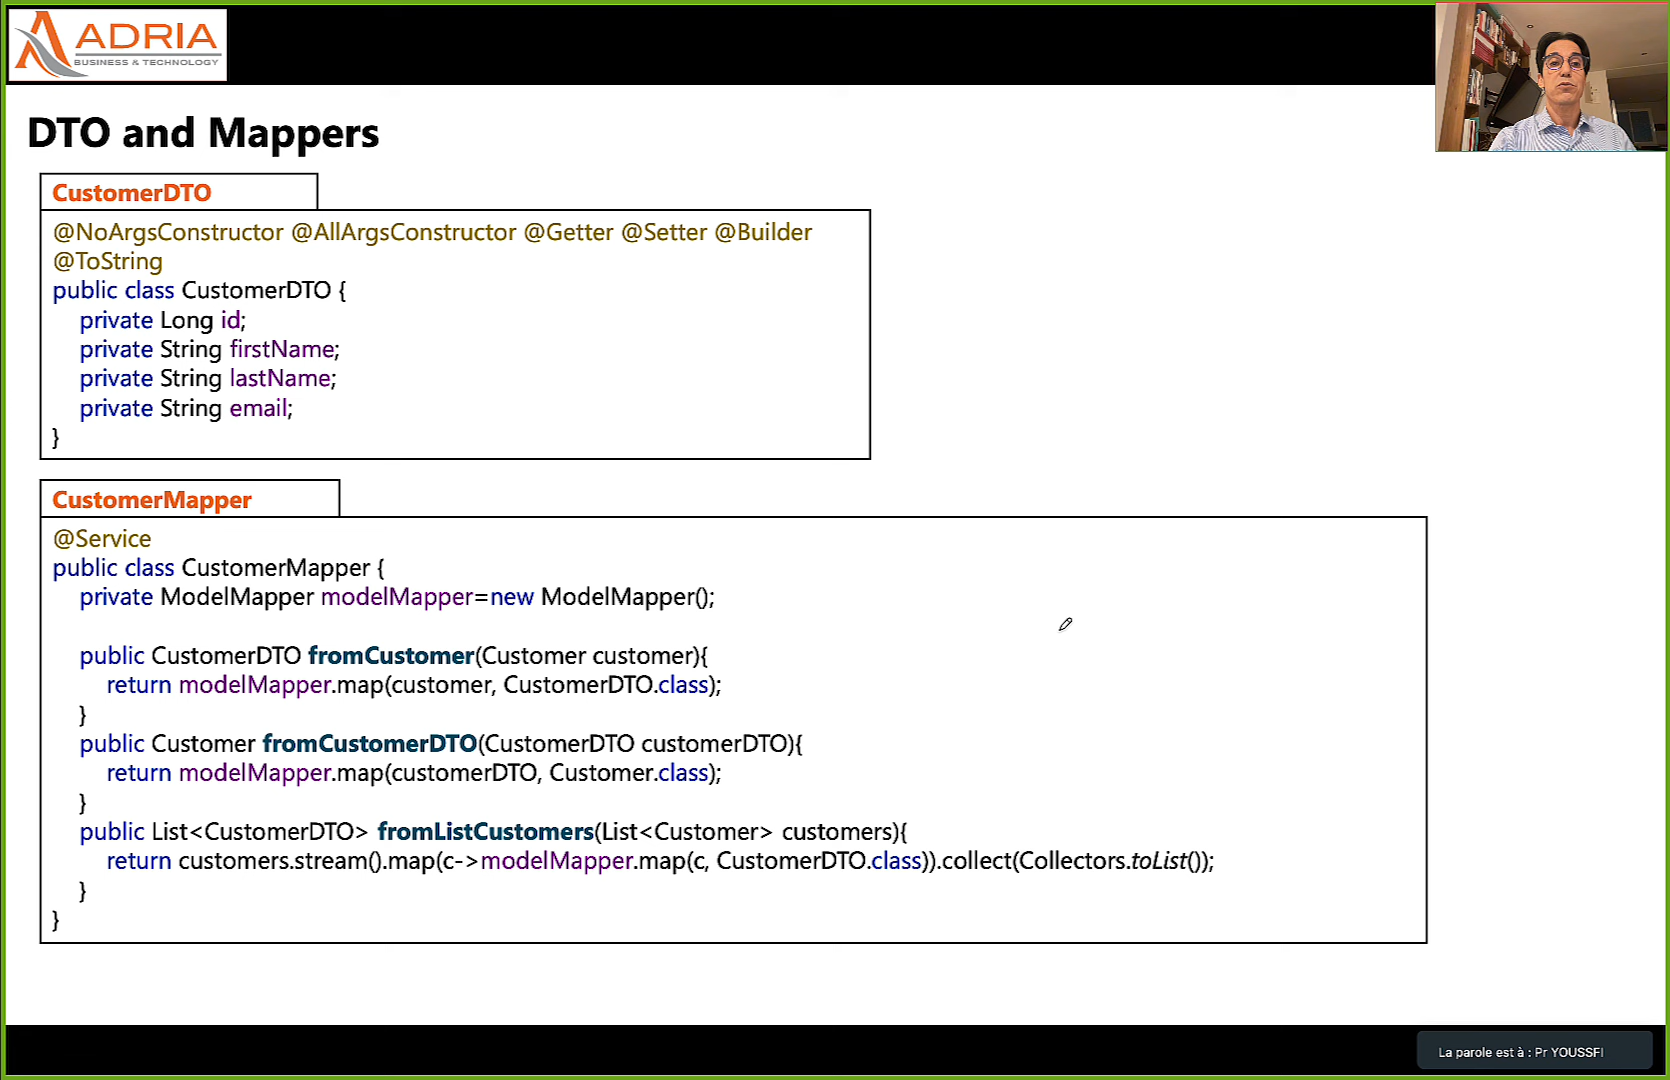 ADRIA
BUSINESS & TECHNOLOGY
DTO and Mappers
CustomerDTO
@NoArgsConstructor @AllArgsConstructor @Getter @Setter @Builder
@ToString
public class CustomerDTO {
private Long id;
private String firstName;
private String lastName;
private String email;
}
CustomerMapper
@Service
public class CustomerMapper {
private ModelMapper modelMapper=new ModelMapper();
public CustomerDTO fromCustomer(Customer customer){
return modelMapper.map(customer, CustomerDTO.class);
}
public Customer fromCustomerDTO(CustomerDTO customerDTO){
return modelMapper.map(customerDTO, Customer.class);
}
public List<CustomerDTO> fromListCustomers(List<Customer> customers){
return customers.stream().map(c->modelMapper.map(c, CustomerDTO.class)).collect(Collectors.toList());
}
}
La parole est à : Pr YOUSSFI